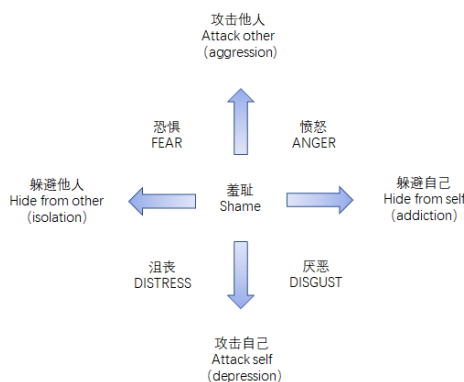 攻击他人
Attack other
(aggression)
恐惧
FEAR
愤怒
ANGER
躲避他人
Hide from other
(isolation)
羞耻
Shame
躲避自己
Hide from self
(addiction)
沮丧
DISTRESS
厌恶
DISGUST
攻击自己
Attack self
(depression)